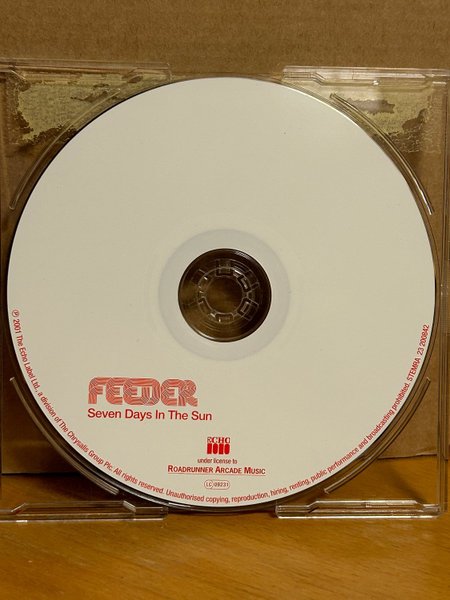 FEEDER
Seven Days In The Sun
ECHO
under license to
ROADRUNNER ARCADE MUSIC
LC 09231
℗ 2001 The Echo Label Ltd., a division of The Chrysalis Group Plc. All rights reserved. Unauthorised copying, reproduction, hiring, renting, public performance and broadcasting prohibited. STEMRA 23 200842